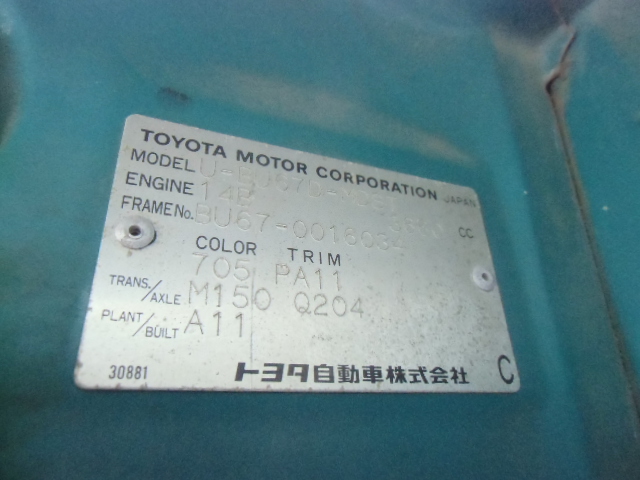 TOYOTA MOTOR CORPORATION JAPAN
MODEL
ENGINE 14B CC
FRAME No. BU67-0018634
COLOR TRIM
705 PA11
TRANS./AXLE M150 Q204
PLANT/BUILT A11
30881 トヨタ自動車株式会社 C